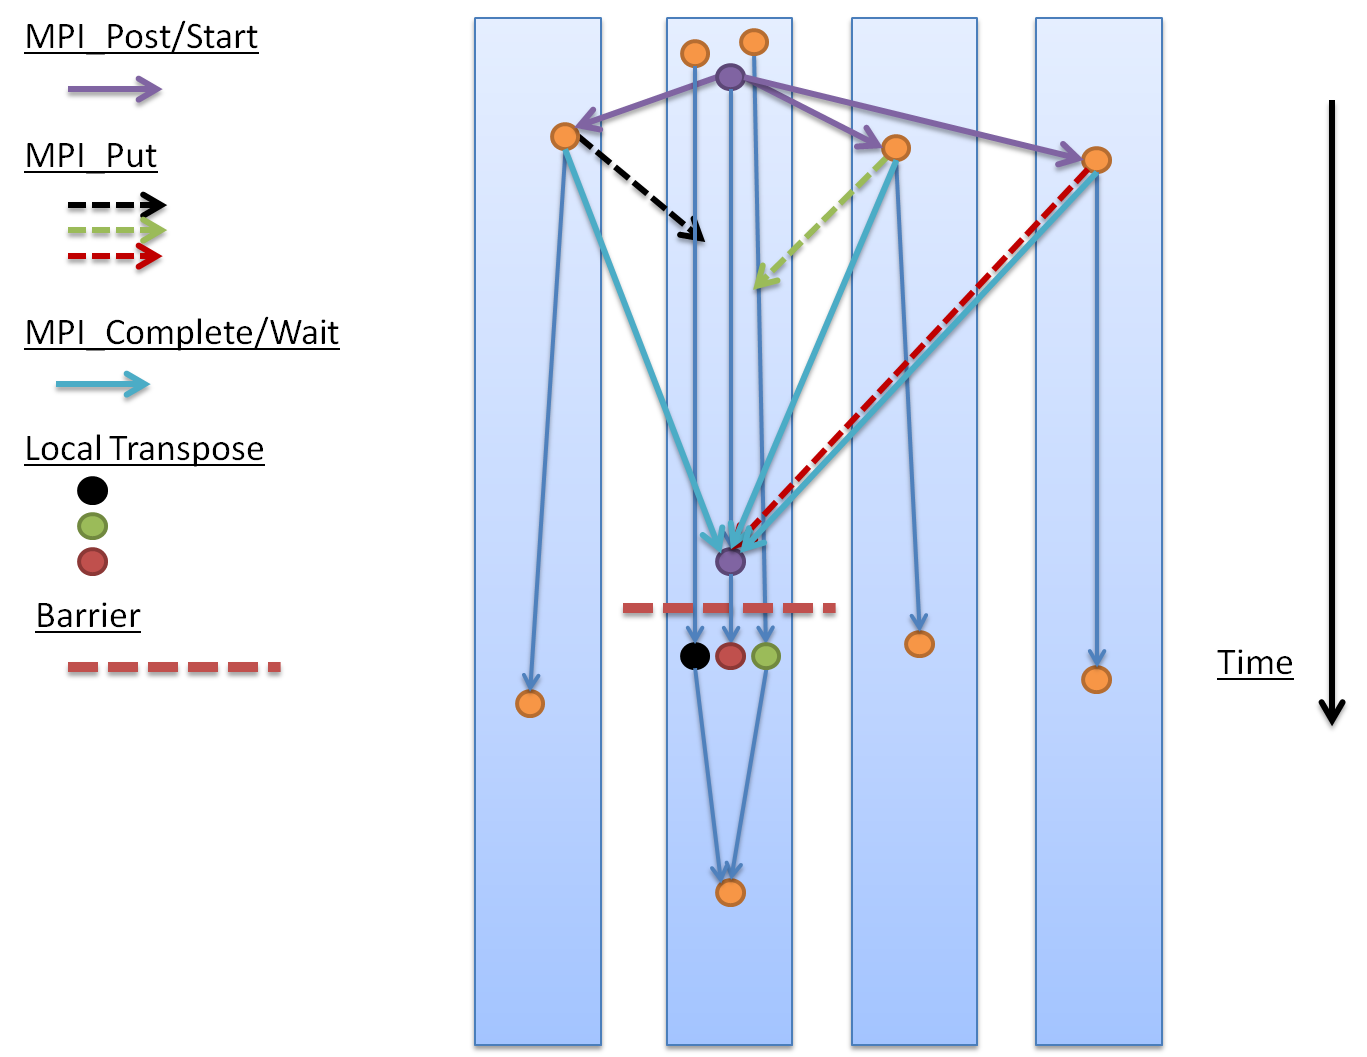 MPI_Post/Start
MPI_Put
MPI_Complete/Wait
Local Transpose
Barrier
Time